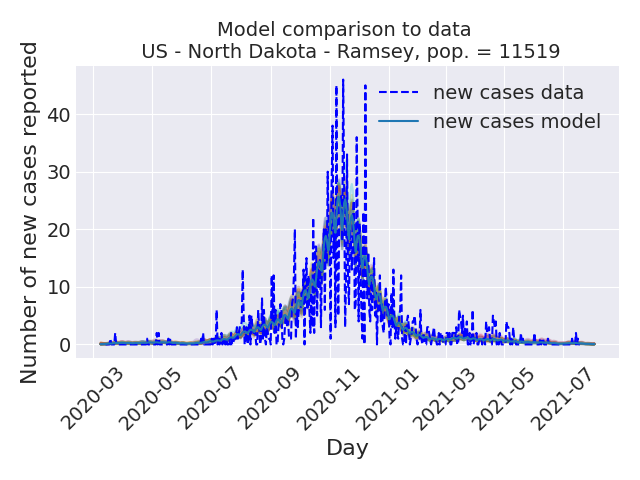 Model comparison to data
US - North Dakota - Ramsey, pop. = 11519
Number of new cases reported
40
30
20
10
0
new cases data
new cases model
2020-03
2020-05
2020-07
2020-09
2020-11
2021-01
2021-03
2021-05
2021-07
Day